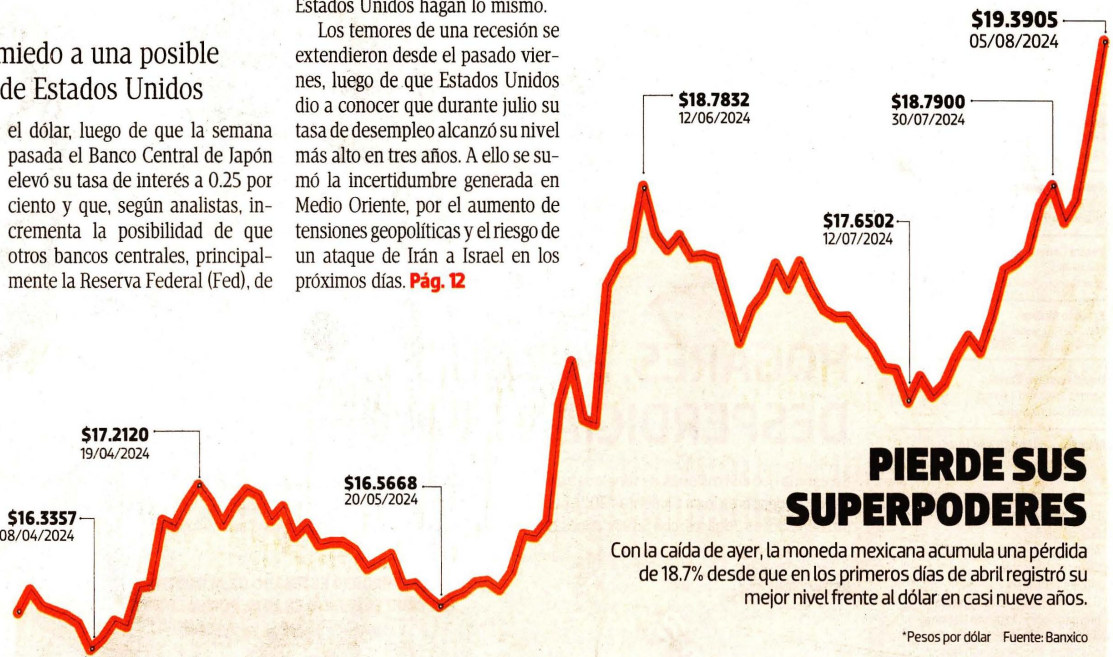 miedo a una posible
de Estados Unidos
el dólar, luego de que la semana
pasada el Banco Central de Japón
elevó su tasa de interés a 0.25 por
ciento y que, según analistas, in-
crementa la posibilidad de que
otros bancos centrales, principal-
mente la Reserva Federal (Fed), de
Estados Unidos hagan lo mismo.
Los temores de una recesión se
extendieron desde el pasado vier-
nes, luego de que Estados Unidos
dio a conocer que durante julio su
tasa de desempleo alcanzó su nivel
más alto en tres años. A ello se su-
mó la incertidumbre generada en
Medio Oriente, por el aumento de
tensiones geopolíticas y el riesgo de
un ataque de Irán a Israel en los
próximos días. Pág. 12
$16.3357
08/04/2024
$17.2120
19/04/2024
$16.5668
20/05/2024
$18.7832
12/06/2024
$17.6502
12/07/2024
$18.7900
30/07/2024
$19.3905
05/08/2024
PIERDE SUS
SUPERPODERES
Con la caída de ayer, la moneda mexicana acumula una pérdida
de 18.7% desde que en los primeros días de abril registró su
mejor nivel frente al dólar en casi nueve años.
*Pesos por dólar Fuente: Banxico